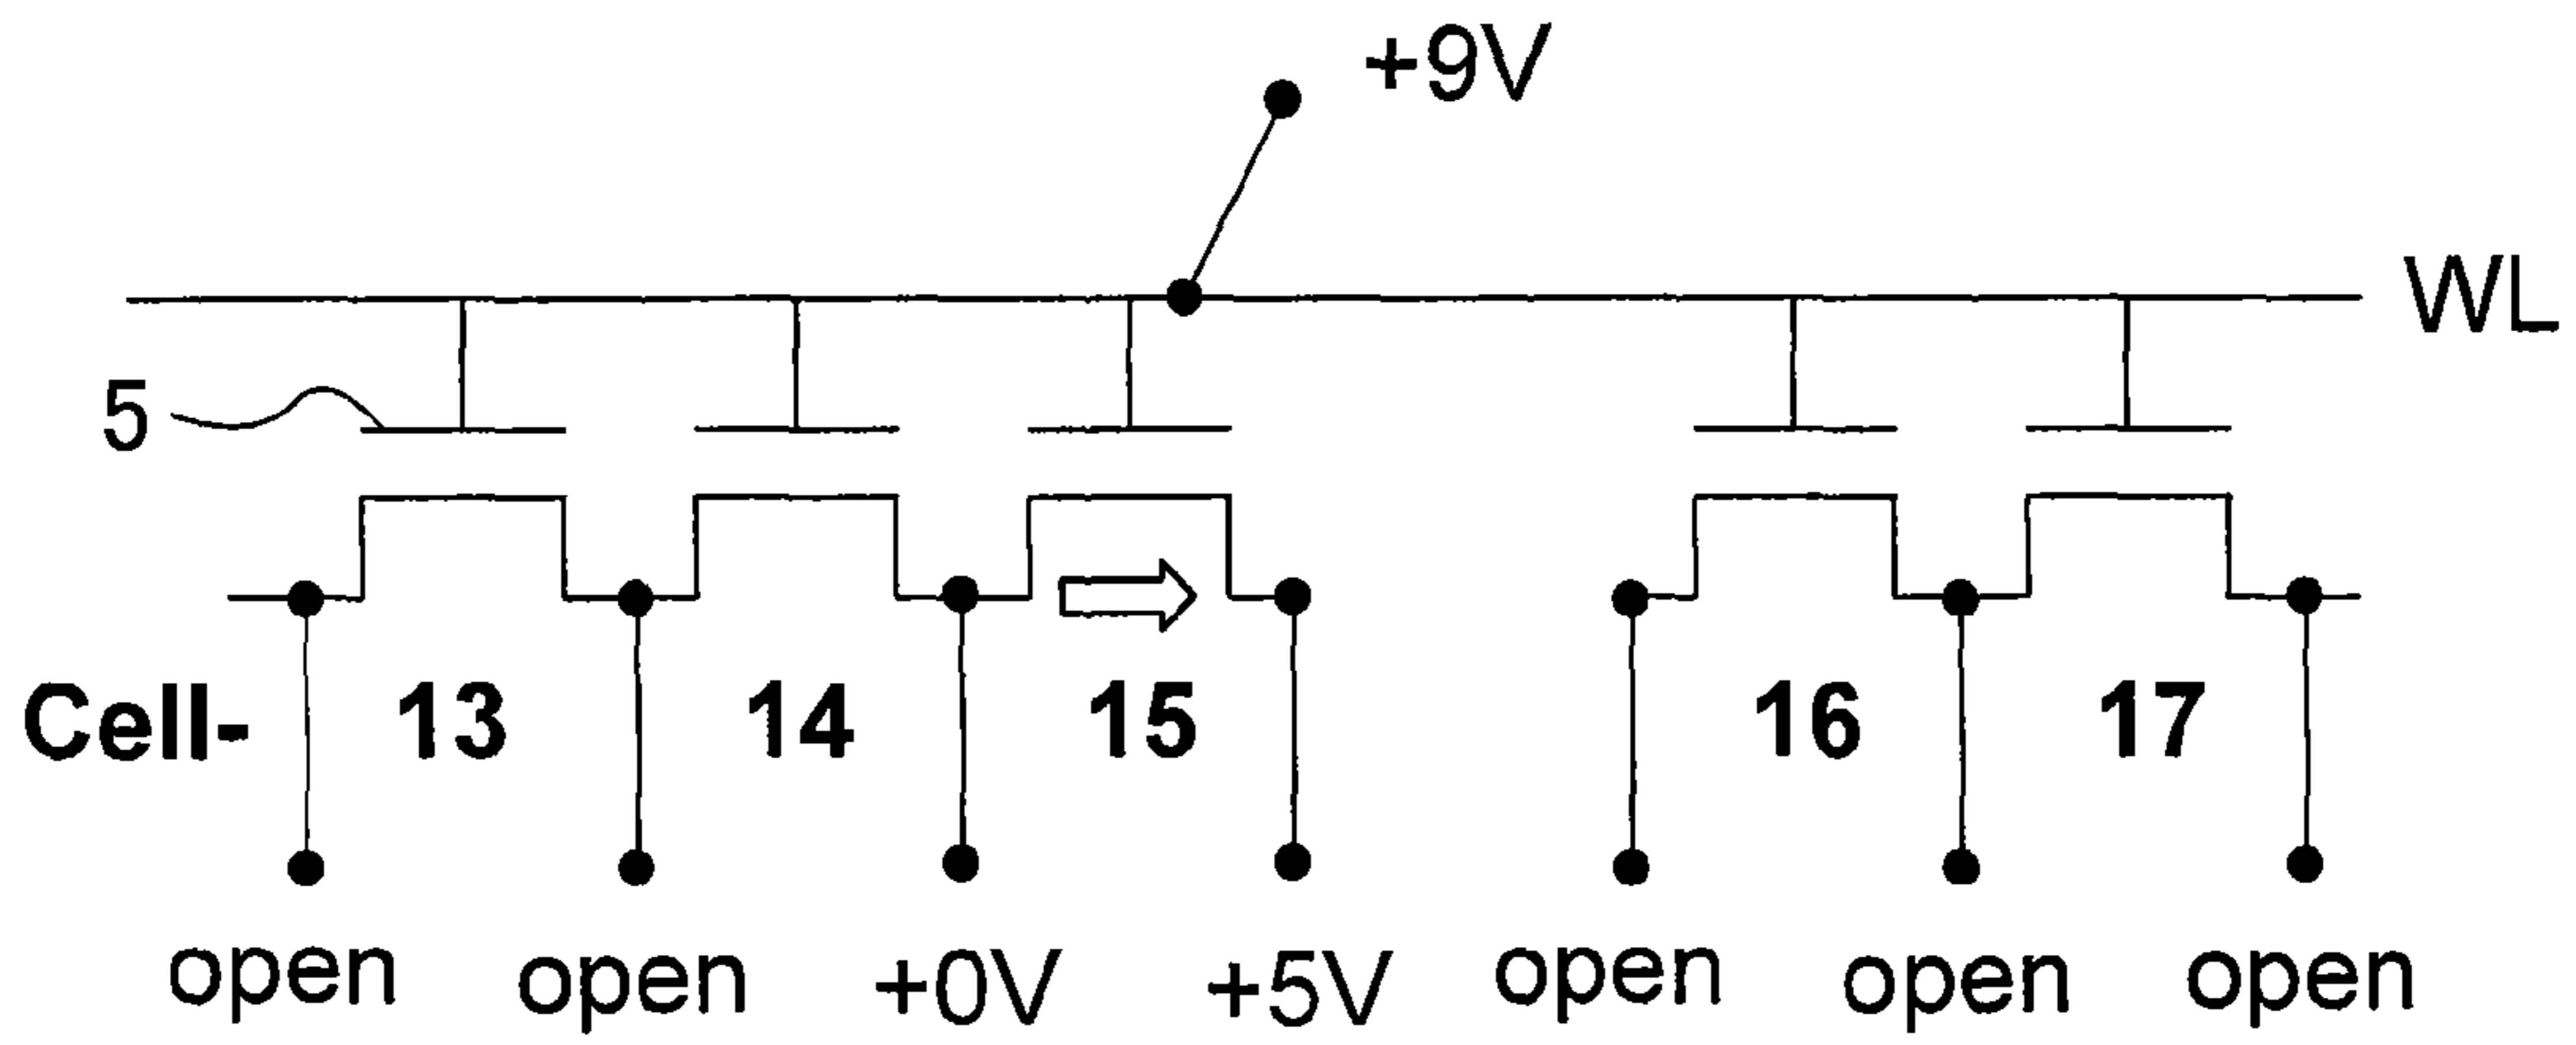 +9V
WL
5
Cell- 13 14 15 16 17
open open +0V +5V open open open